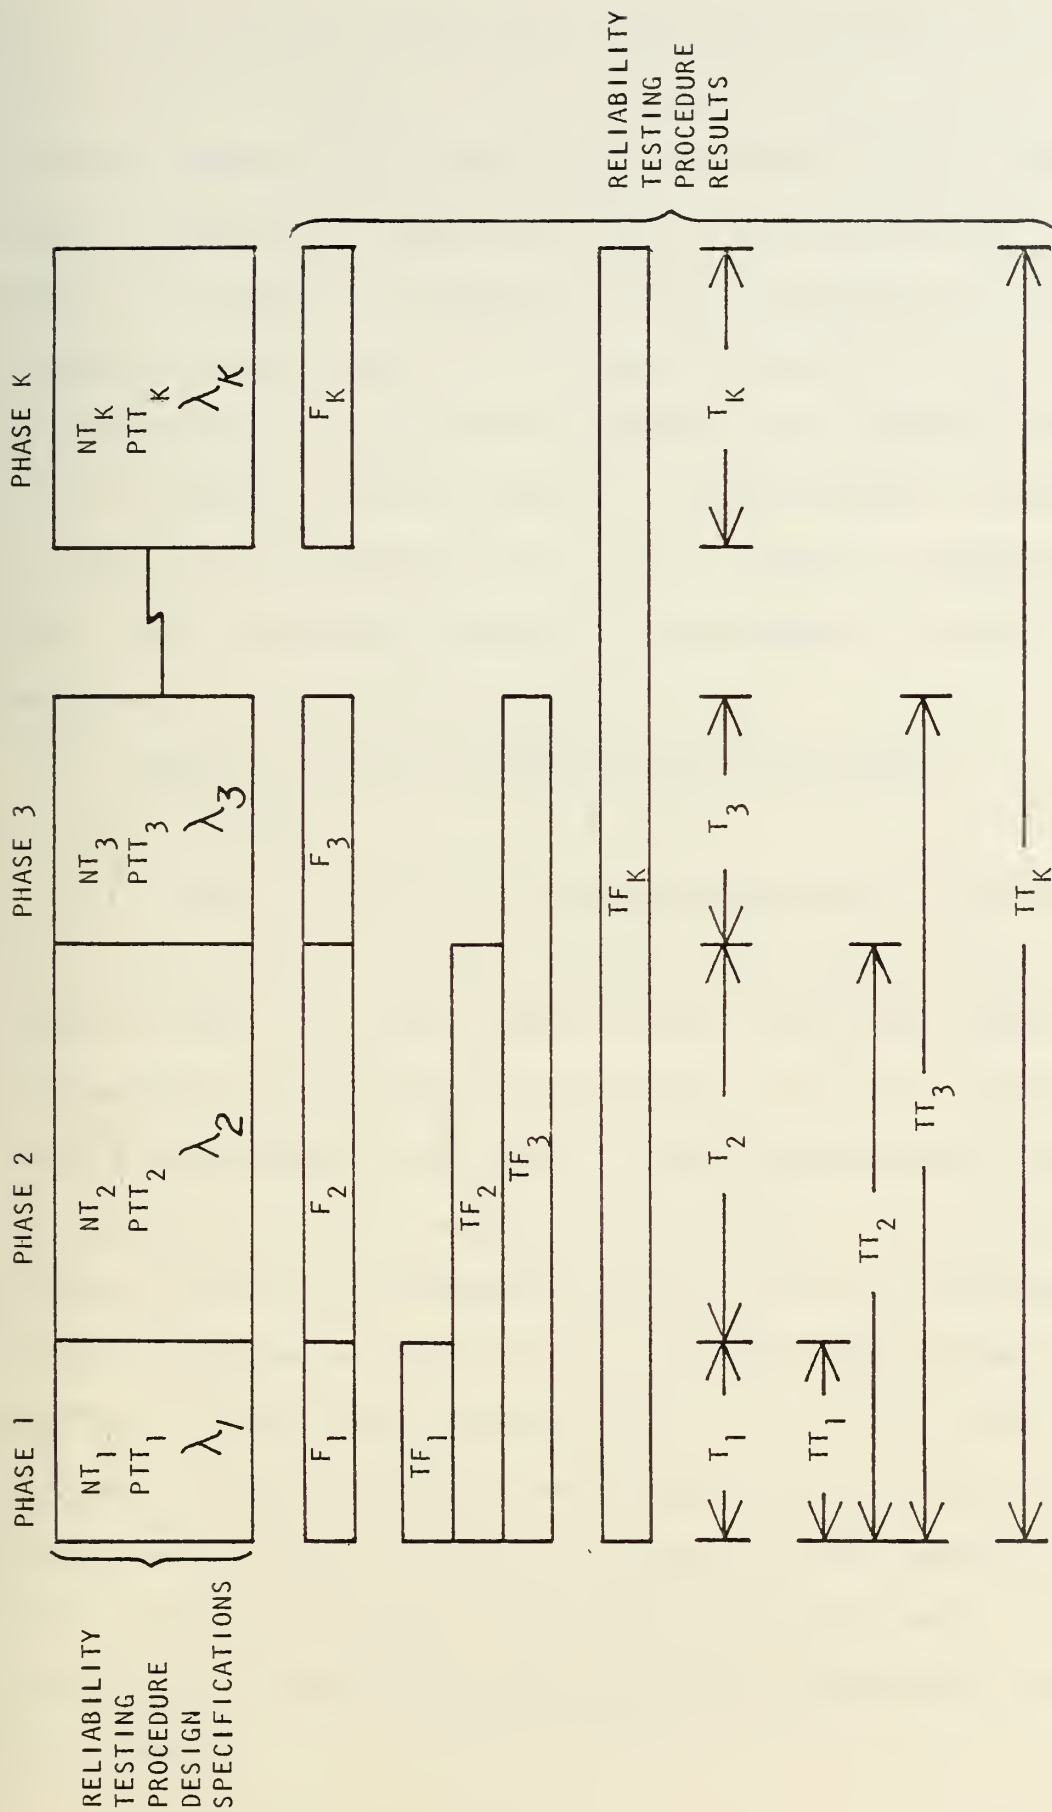 PHASE 1
PHASE 2
PHASE 3
PHASE K
RELIABILITY
TESTING
PROCEDURE
DESIGN
SPECIFICATIONS
NT1
PTT1
λ1
NT2
PTT2
λ2
NT3
PTT3
λ3
NTK
PTTK
λK
F1
F2
F3
FK
TF1
TF2
TF3
TFK
T1
T2
T3
TK
TT1
TT2
TT3
TTK
RELIABILITY
TESTING
PROCEDURE
RESULTS